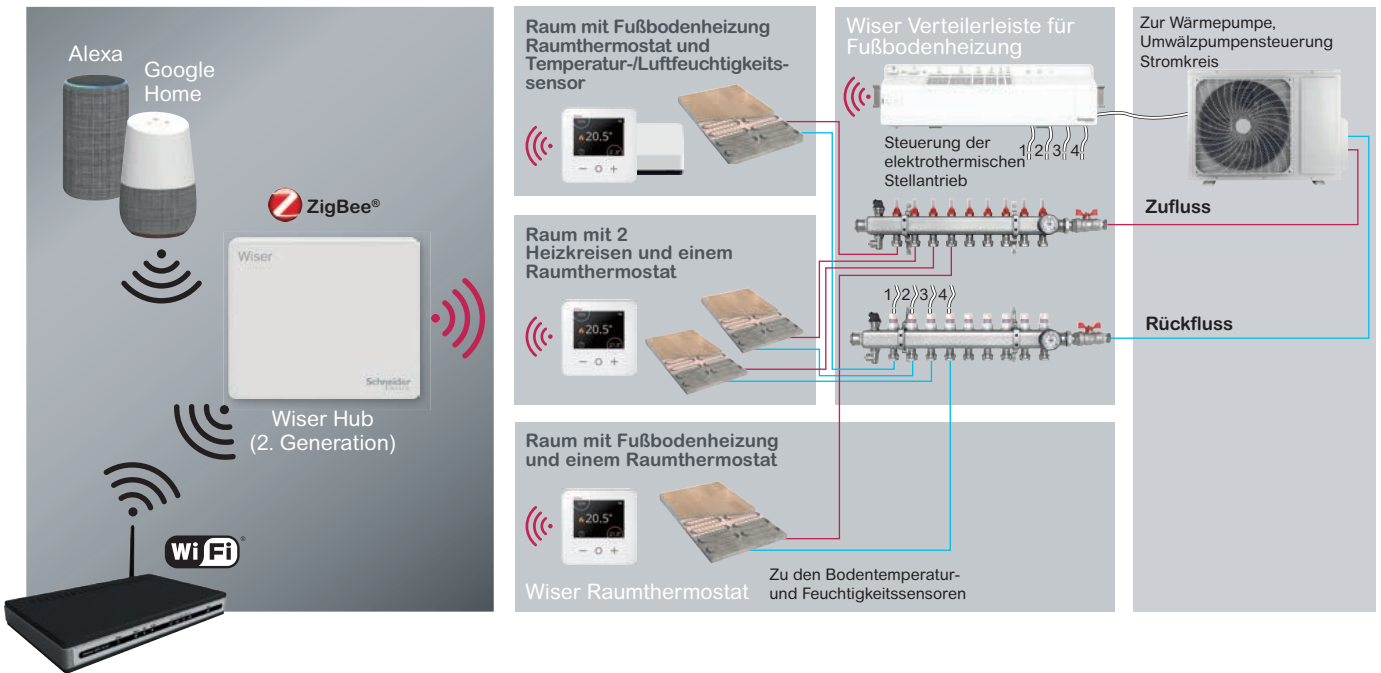 Alexa
Google
Home
ZigBee®
Wiser
Schneider
Electric
Wiser Hub
(2. Generation)
WiFi®
Raum mit Fußbodenheizung
Raumthermostat und
Temperatur-/Luftfeuchtigkeits-
sensor
20.5°
Raum mit 2
Heizkreisen und einem
Raumthermostat
20.5°
Raum mit Fußbodenheizung
und einem Raumthermostat
20.5°
Wiser Raumthermostat
Zu den Bodentemperatur-
und Feuchtigkeitssensoren
Wiser Verteilerleiste für
Fußbodenheizung
Steuerung der
elektrothermischen
Stellantrieb
1 2 3 4
1 2 3 4
Zur Wärmepumpe,
Umwälzpumpensteuerung
Stromkreis
Zufluss
Rückfluss